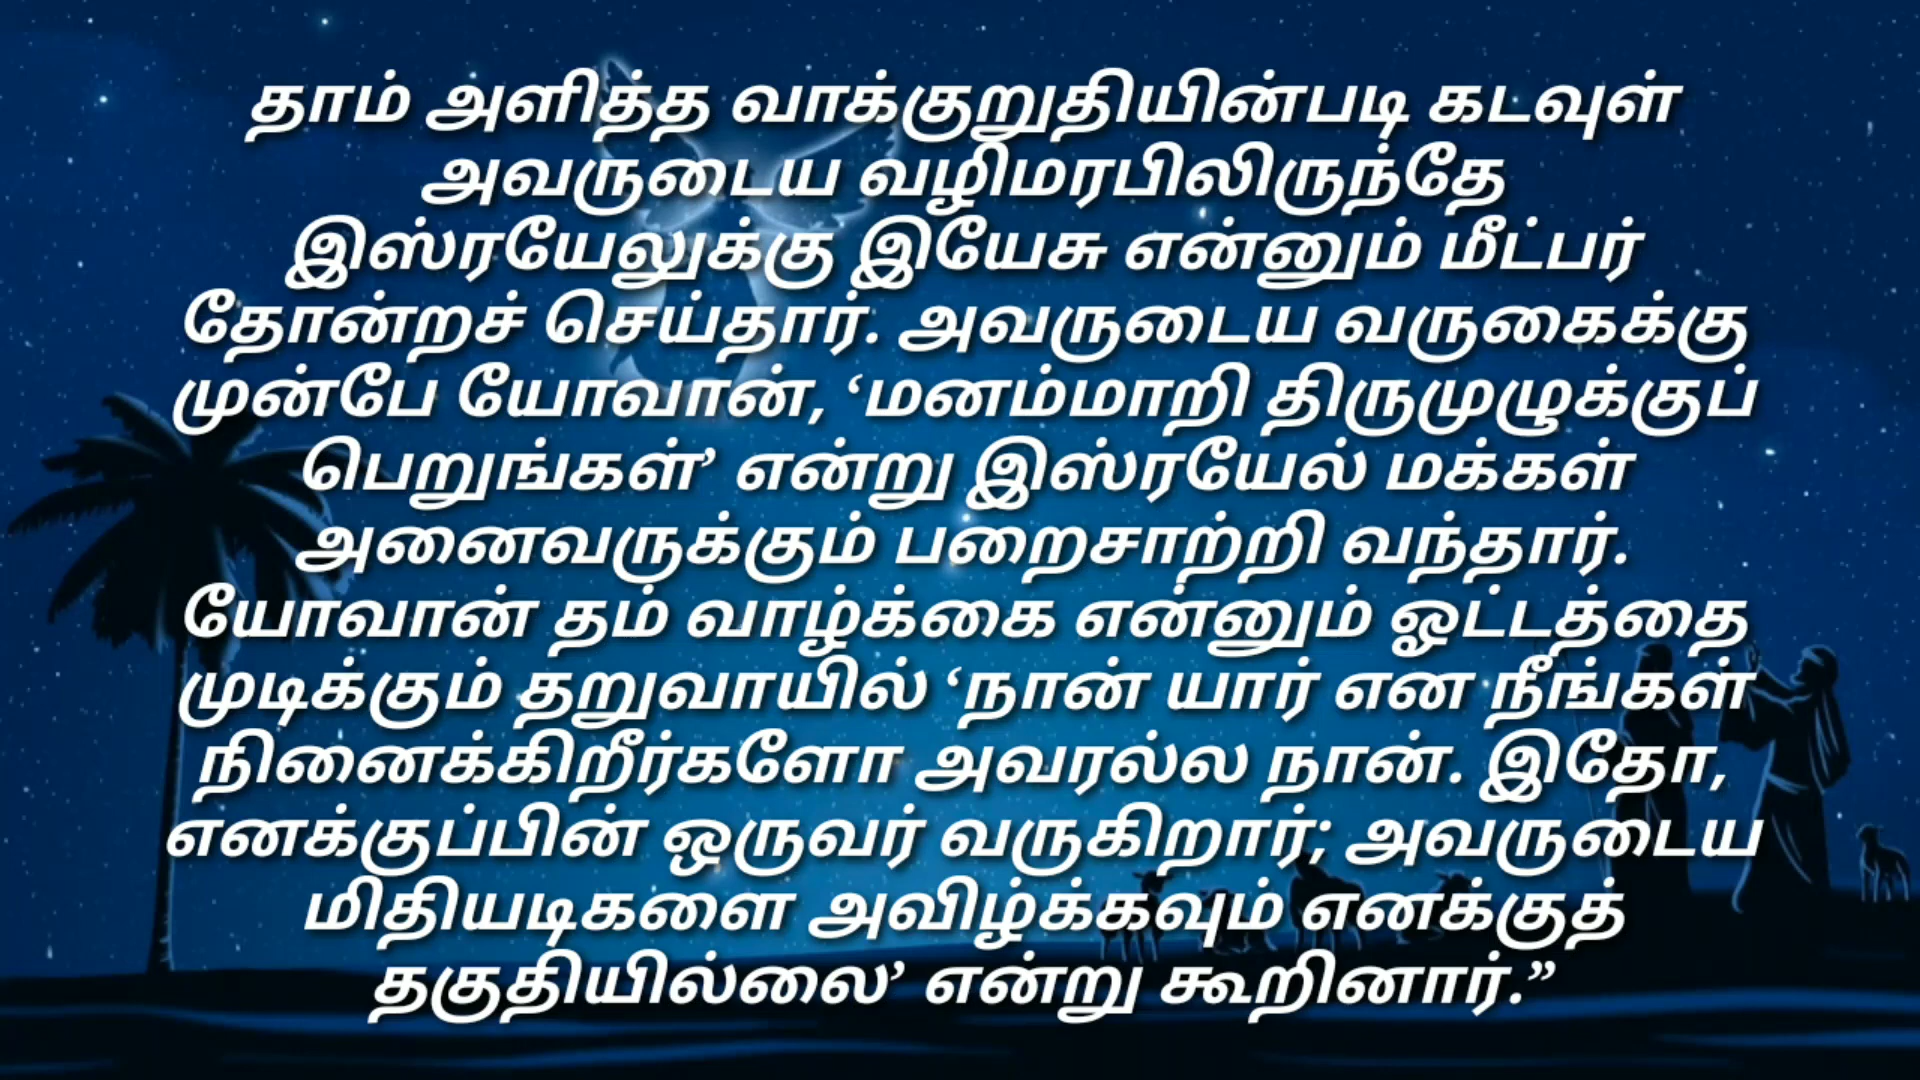 தாம் அளித்த வாக்குறுதியின்படி கடவுள்
அவருடைய வழிமரபிலிருந்தே
இஸ்ரயேலுக்கு இயேசு என்னும் மீட்பர்
தோன்றச் செய்தார். அவருடைய வருகைக்கு
முன்பே யோவான், ‘மனம்மாறி திருமுழுக்குப்
பெறுங்கள்’ என்று இஸ்ரயேல் மக்கள்
அனைவருக்கும் பறைசாற்றி வந்தார்.
யோவான் தம் வாழ்க்கை என்னும் ஓட்டத்தை
முடிக்கும் தறுவாயில் ‘நான் யார் என நீங்கள்
நினைக்கிறீர்களோ அவரல்ல நான். இதோ,
எனக்குப்பின் ஒருவர் வருகிறார்; அவருடைய
மிதியடிகளை அவிழ்க்கவும் எனக்குத்
தகுதியில்லை’ என்று கூறினார்.”